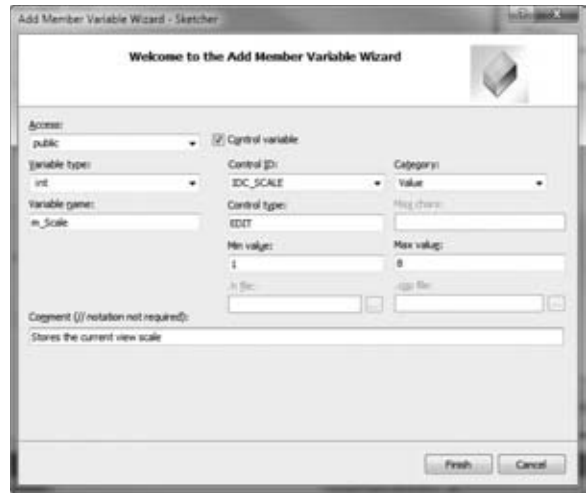 Add Member Variable Wizard - Sketcher
Welcome to the Add Member Variable Wizard
Access:
public
Control variable
Variable type:
int
Control ID:
IDC_SCALE
Category:
Value
Variable name:
m_Scale
Control type:
EDIT
Max chars:
Min value:
1
Max value:
8
.h file:
...
.cpp file:
...
Comment (// notation not required):
Stores the current view scale
Finish
Cancel